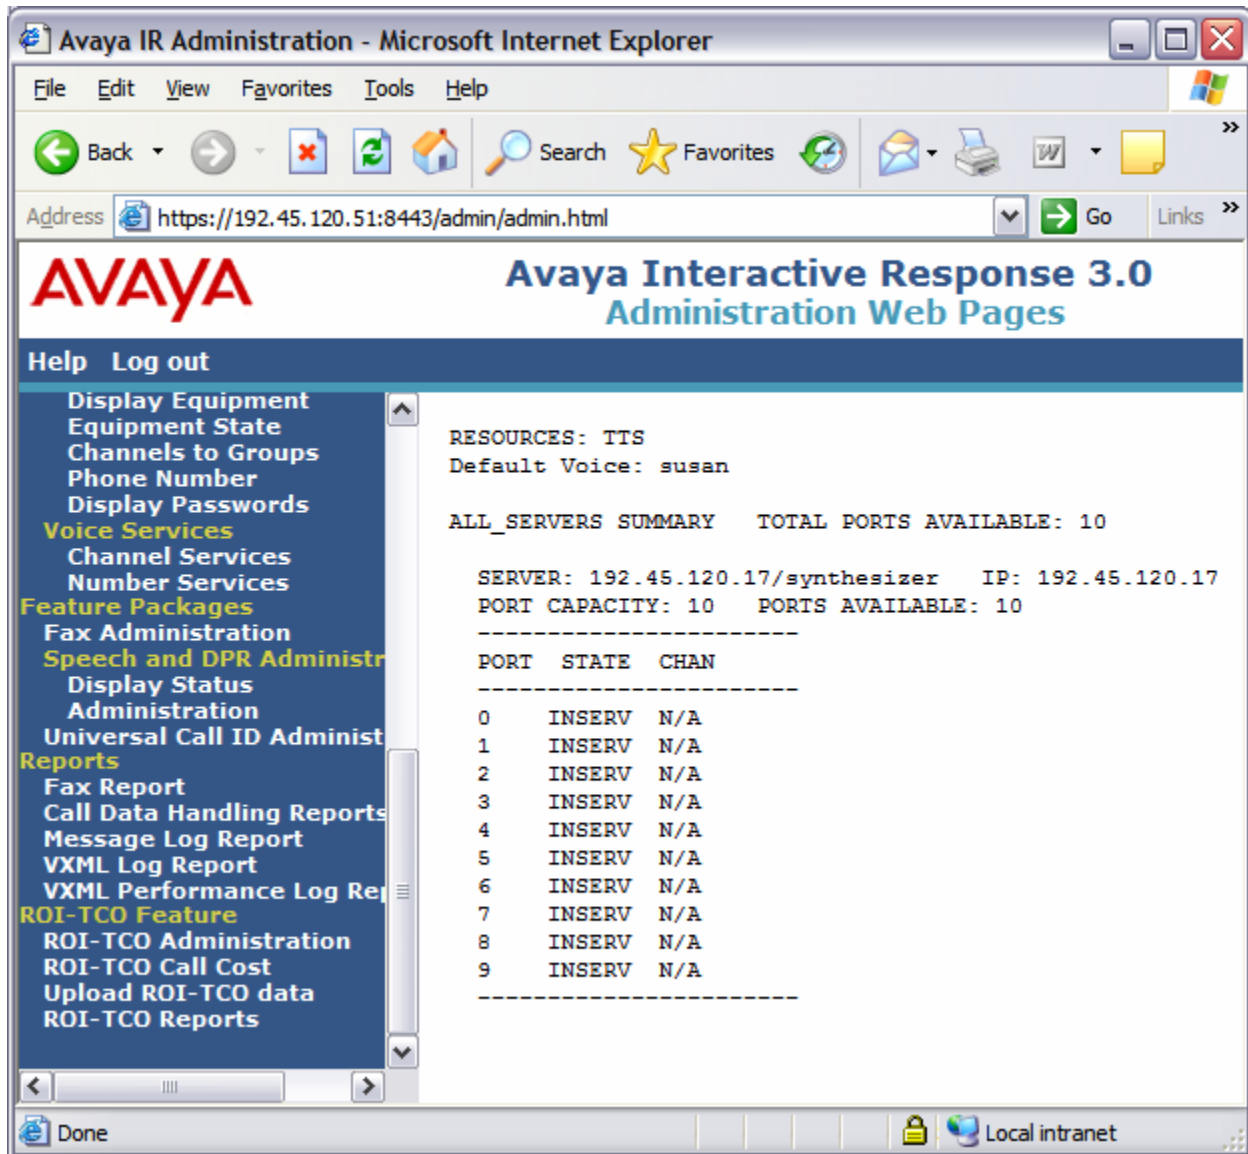 Avaya IR Administration - Microsoft Internet Explorer
File Edit View Favorites Tools Help
Back Search Favorites
Address https://192.45.120.51:8443/admin/admin.html Go Links
AVAYA
Avaya Interactive Response 3.0
Administration Web Pages
Help Log out
Display Equipment
Equipment State
Channels to Groups
Phone Number
Display Passwords
Voice Services
Channel Services
Number Services
Feature Packages
Fax Administration
Speech and DPR Administr
Display Status
Administration
Universal Call ID Administ
Reports
Fax Report
Call Data Handling Reports
Message Log Report
VXML Log Report
VXML Performance Log Rep
ROI-TCO Feature
ROI-TCO Administration
ROI-TCO Call Cost
Upload ROI-TCO data
ROI-TCO Reports
RESOURCES: TTS
Default Voice: susan
ALL_SERVERS SUMMARY TOTAL PORTS AVAILABLE: 10
SERVER: 192.45.120.17/synthesizer IP: 192.45.120.17
PORT CAPACITY: 10 PORTS AVAILABLE: 10
-----------------------
PORT STATE CHAN
-----------------------
0 INSERV N/A
1 INSERV N/A
2 INSERV N/A
3 INSERV N/A
4 INSERV N/A
5 INSERV N/A
6 INSERV N/A
7 INSERV N/A
8 INSERV N/A
9 INSERV N/A
-----------------------
Done Local intranet